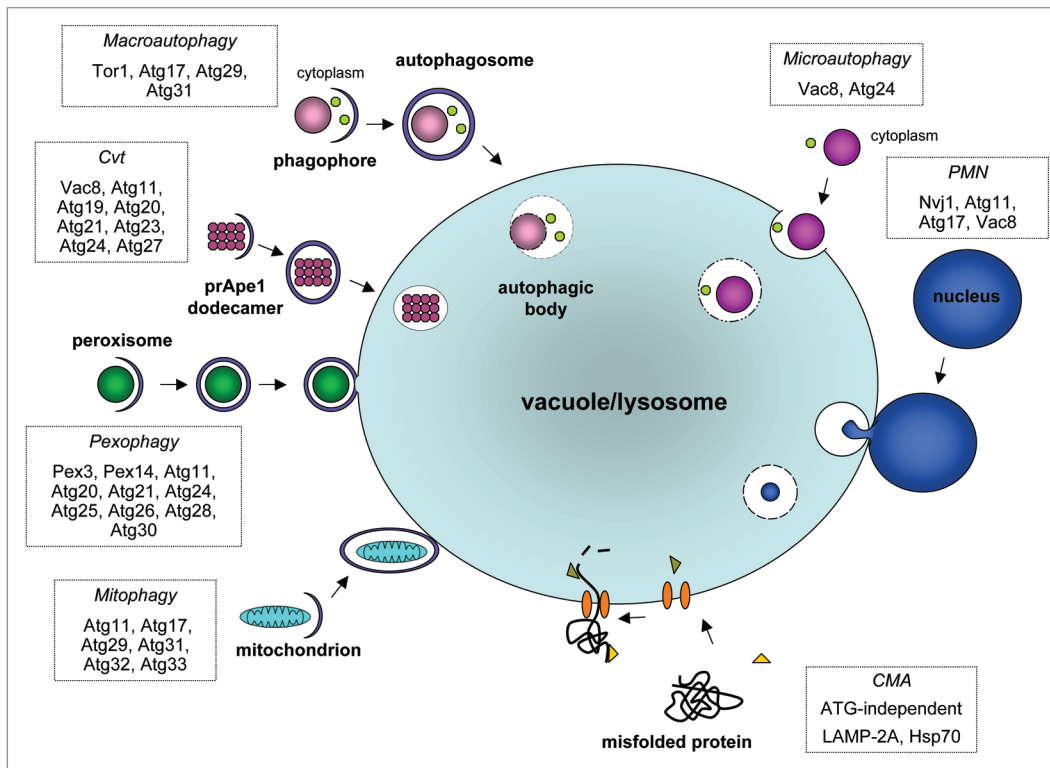 Macroautophagy
Tor1, Atg17, Atg29,
Atg31
cytoplasm
phagophore
autophagosome
Microautophagy
Vac8, Atg24
cytoplasm
Cvt
Vac8, Atg11,
Atg19, Atg20,
Atg21, Atg23,
Atg24, Atg27
prApe1
dodecamer
autophagic
body
PMN
Nvj1, Atg11,
Atg17, Vac8
nucleus
peroxisome
vacuole/lysosome
Pexophagy
Pex3, Pex14, Atg11,
Atg20, Atg21, Atg24,
Atg25, Atg26, Atg28,
Atg30
Mitophagy
Atg11, Atg17,
Atg29, Atg31,
Atg32, Atg33
mitochondrion
misfolded protein
CMA
ATG-independent
LAMP-2A, Hsp70